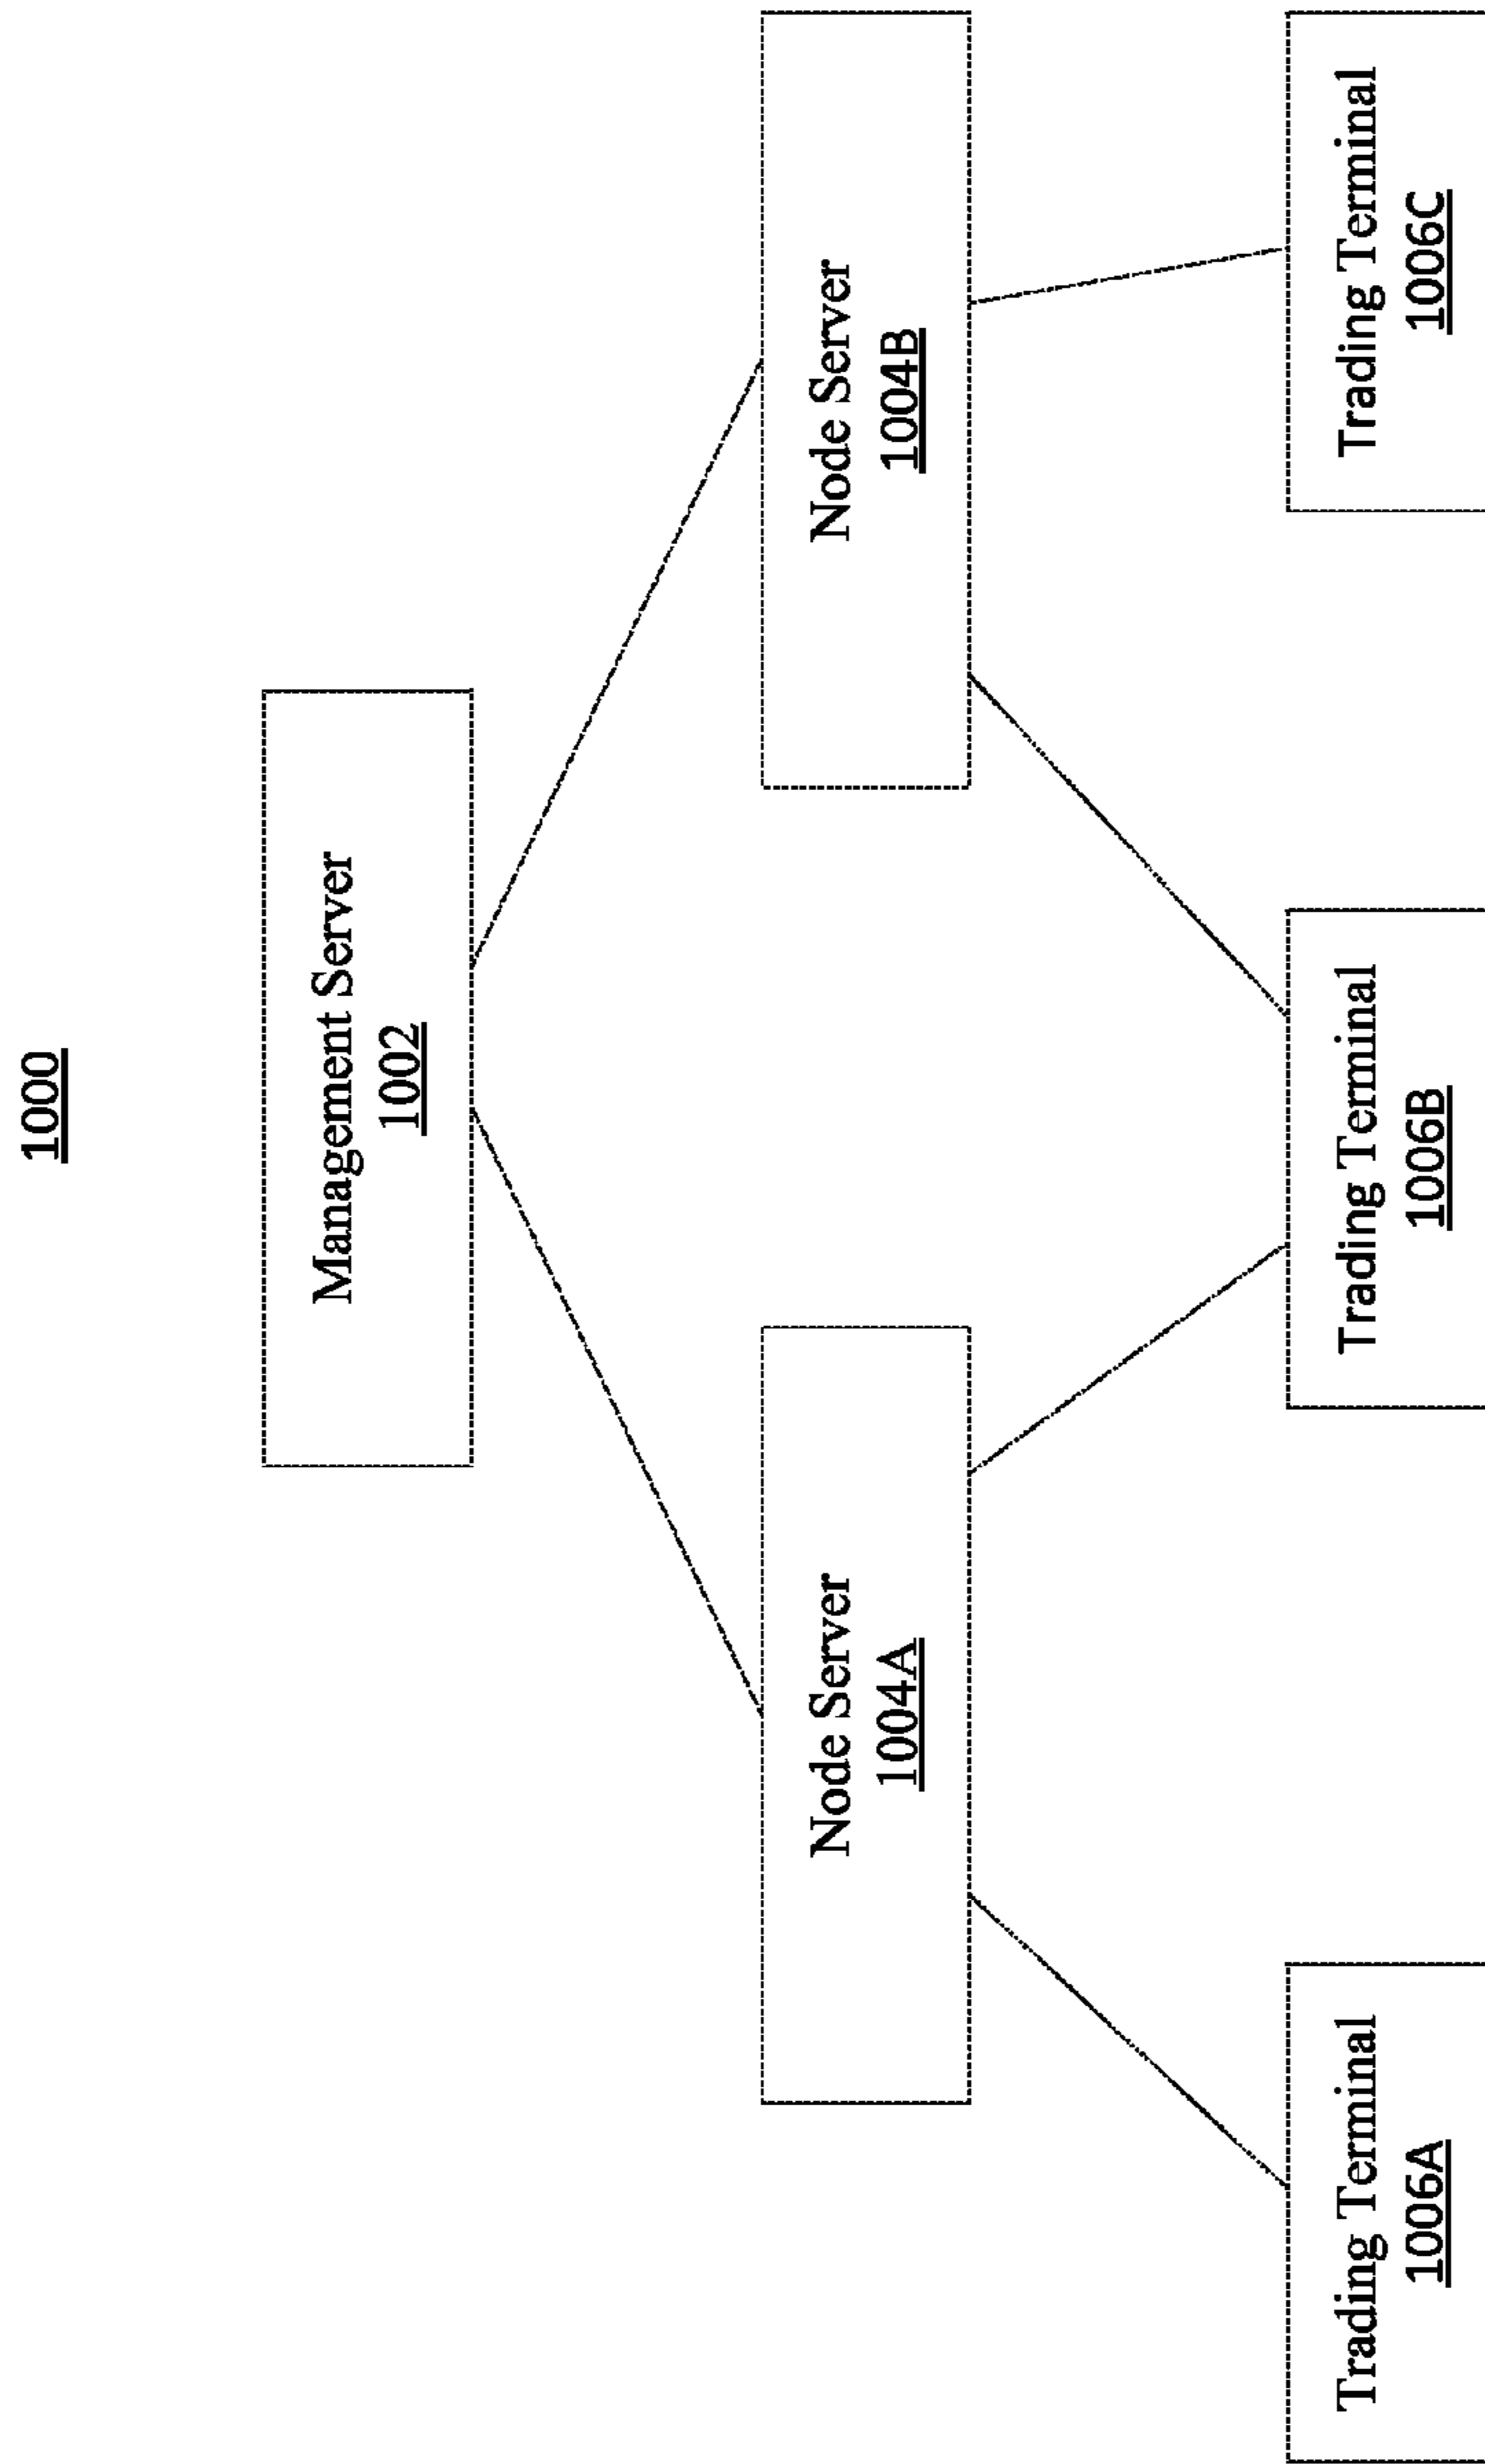 1000
Management Server
1002
Node Server
1004A
Node Server
1004B
Trading Terminal
1006A
Trading Terminal
1006B
Trading Terminal
1006C